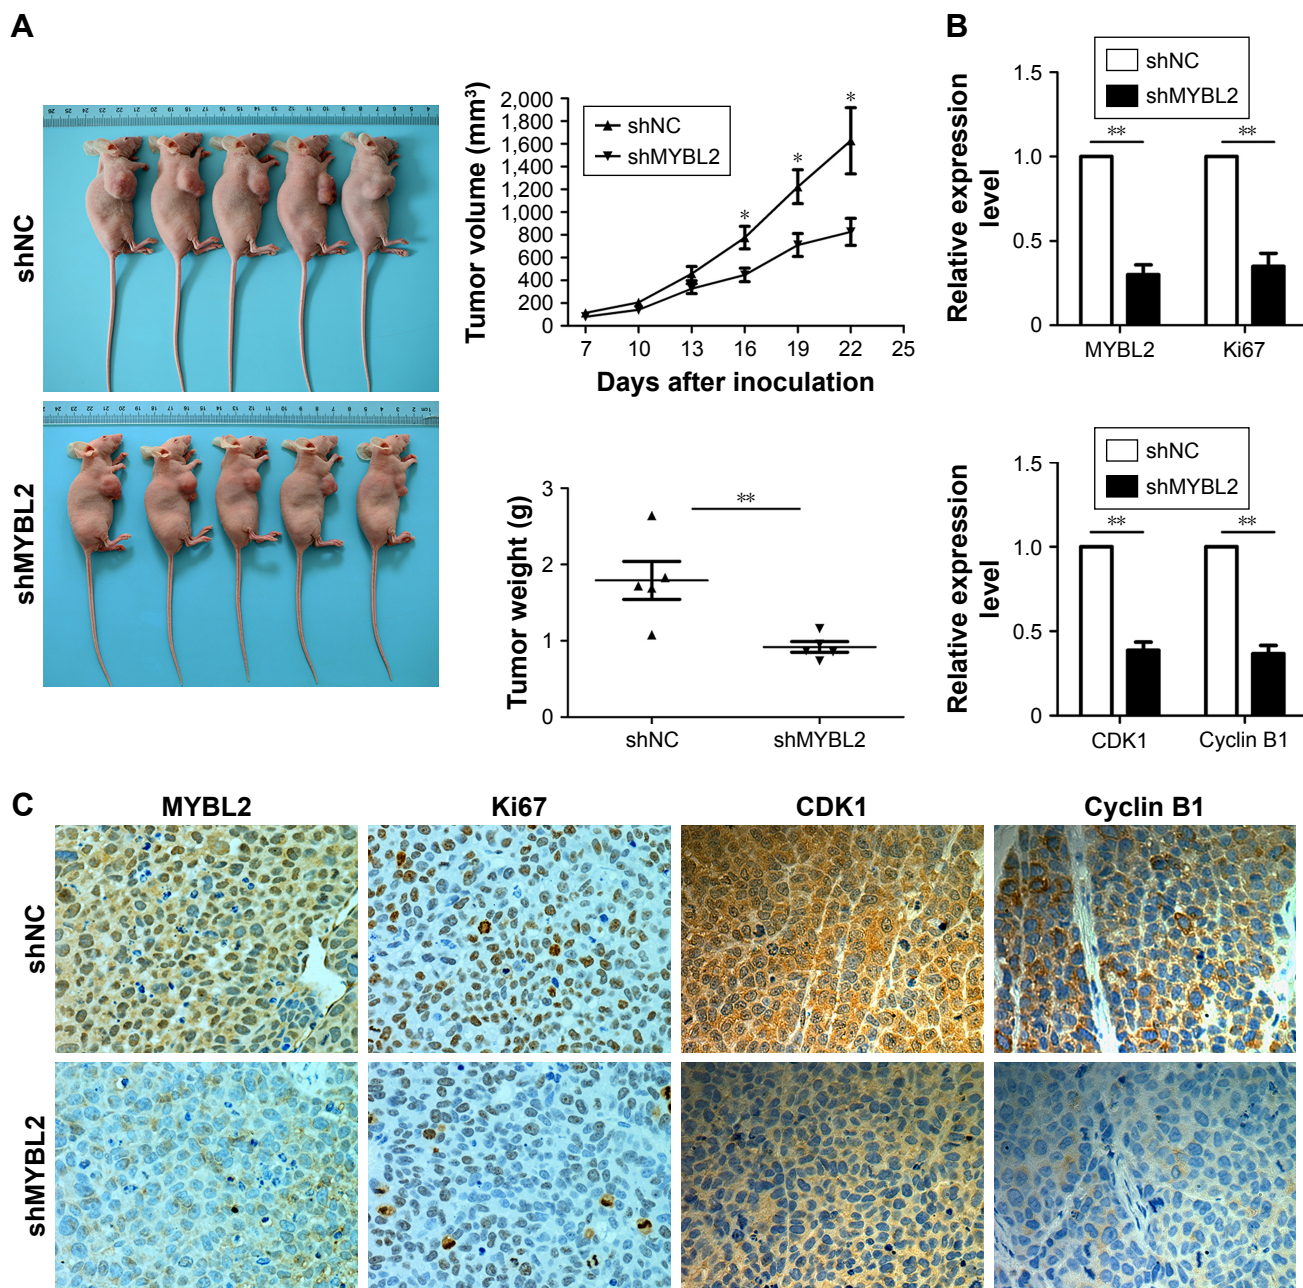 A
shNC
shMYBL2
Tumor volume (mm³)
2,000
1,800
1,600
1,400
1,200
1,000
800
600
400
200
0
shNC
shMYBL2
*
*
*
7 10 13 16 19 22 25
Days after inoculation
Tumor weight (g)
3
2
1
0
**
shNC shMYBL2
B
shNC
shMYBL2
Relative expression
level
1.5
1.0
0.5
0
** **
MYBL2 Ki67
shNC
shMYBL2
Relative expression
level
1.5
1.0
0.5
0
** **
CDK1 Cyclin B1
C
MYBL2 Ki67 CDK1 Cyclin B1
shNC
shMYBL2